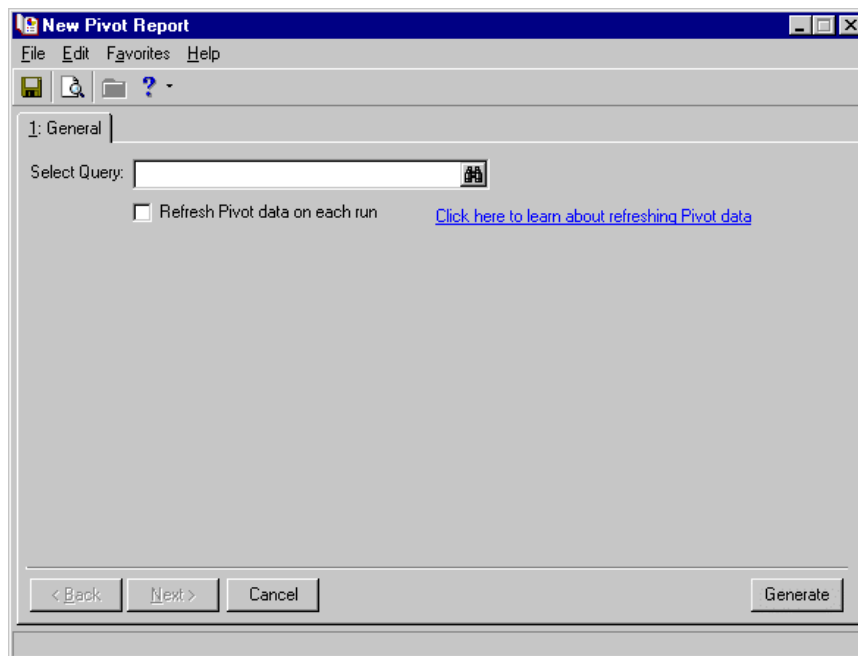 New Pivot Report
File Edit Favorites Help
?
1: General
Select Query:
Refresh Pivot data on each run Click here to learn about refreshing Pivot data
< Back Next > Cancel Generate